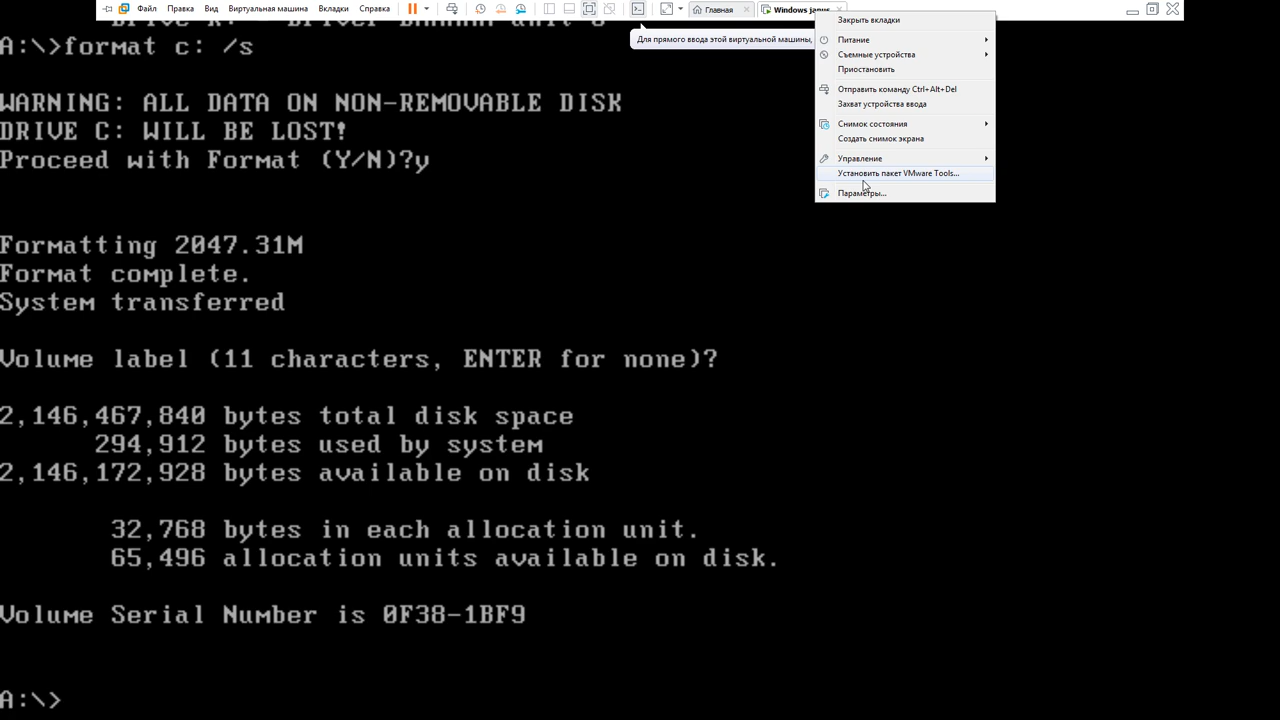 Файл Правка Вид Виртуальная машина Вкладки Справка Главная Windows janus
A:\>format c: /s
Для прямого ввода этой виртуальной машины,
Закрыть вкладки
Питание
Съемные устройства
Приостановить
Отправить команду Ctrl+Alt+Del
Захват устройства ввода
Снимок состояния
Создать снимок экрана
Управление
Установить пакет VMware Tools...
Параметры...
WARNING: ALL DATA ON NON-REMOVABLE DISK
DRIVE C: WILL BE LOST!
Proceed with Format (Y/N)?y
Formatting 2047.31M
Format complete.
System transferred
Volume label (11 characters, ENTER for none)?
2,146,467,840 bytes total disk space
294,912 bytes used by system
2,146,172,928 bytes available on disk
32,768 bytes in each allocation unit.
65,496 allocation units available on disk.
Volume Serial Number is 0F38-1BF9
A:\>